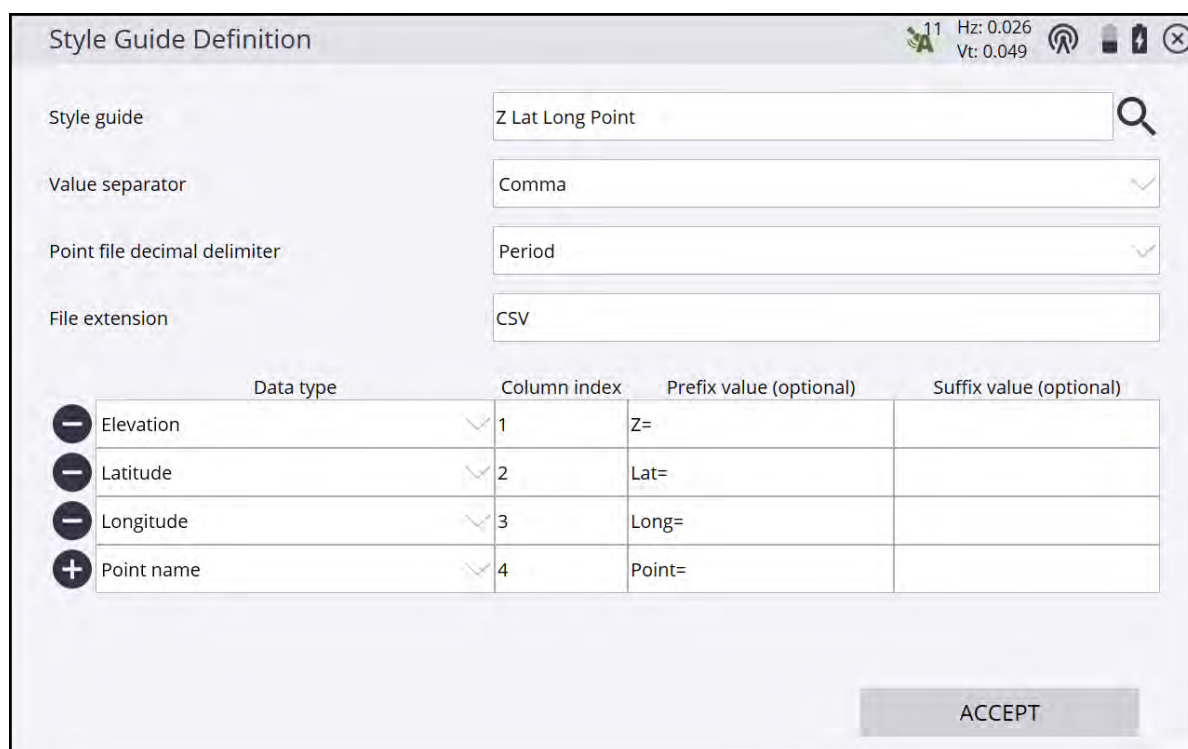 Style Guide Definition
11 Hz: 0.026
Vt: 0.049
Style guide Z Lat Long Point
Value separator Comma
Point file decimal delimiter Period
File extension CSV
Data type Column index Prefix value (optional) Suffix value (optional)
Elevation 1 Z=
Latitude 2 Lat=
Longitude 3 Long=
Point name 4 Point=
ACCEPT